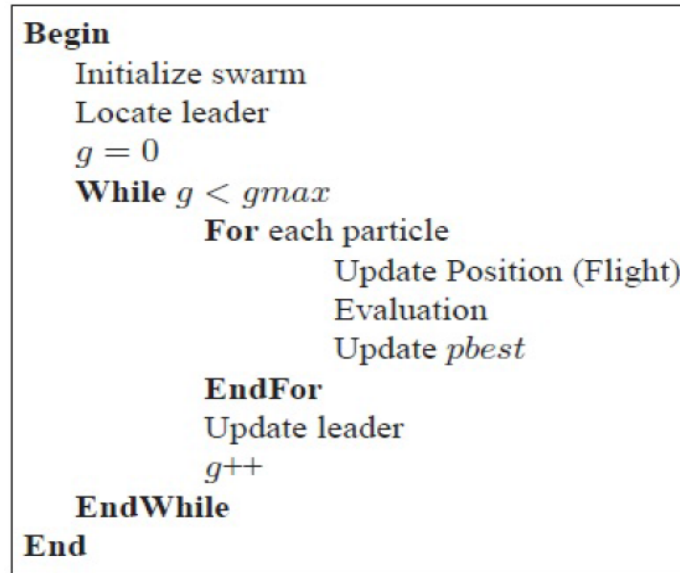 Begin
Initialize swarm
Locate leader
g = 0
While g < gmax
For each particle
Update Position (Flight)
Evaluation
Update pbest
EndFor
Update leader
g++
EndWhile
End